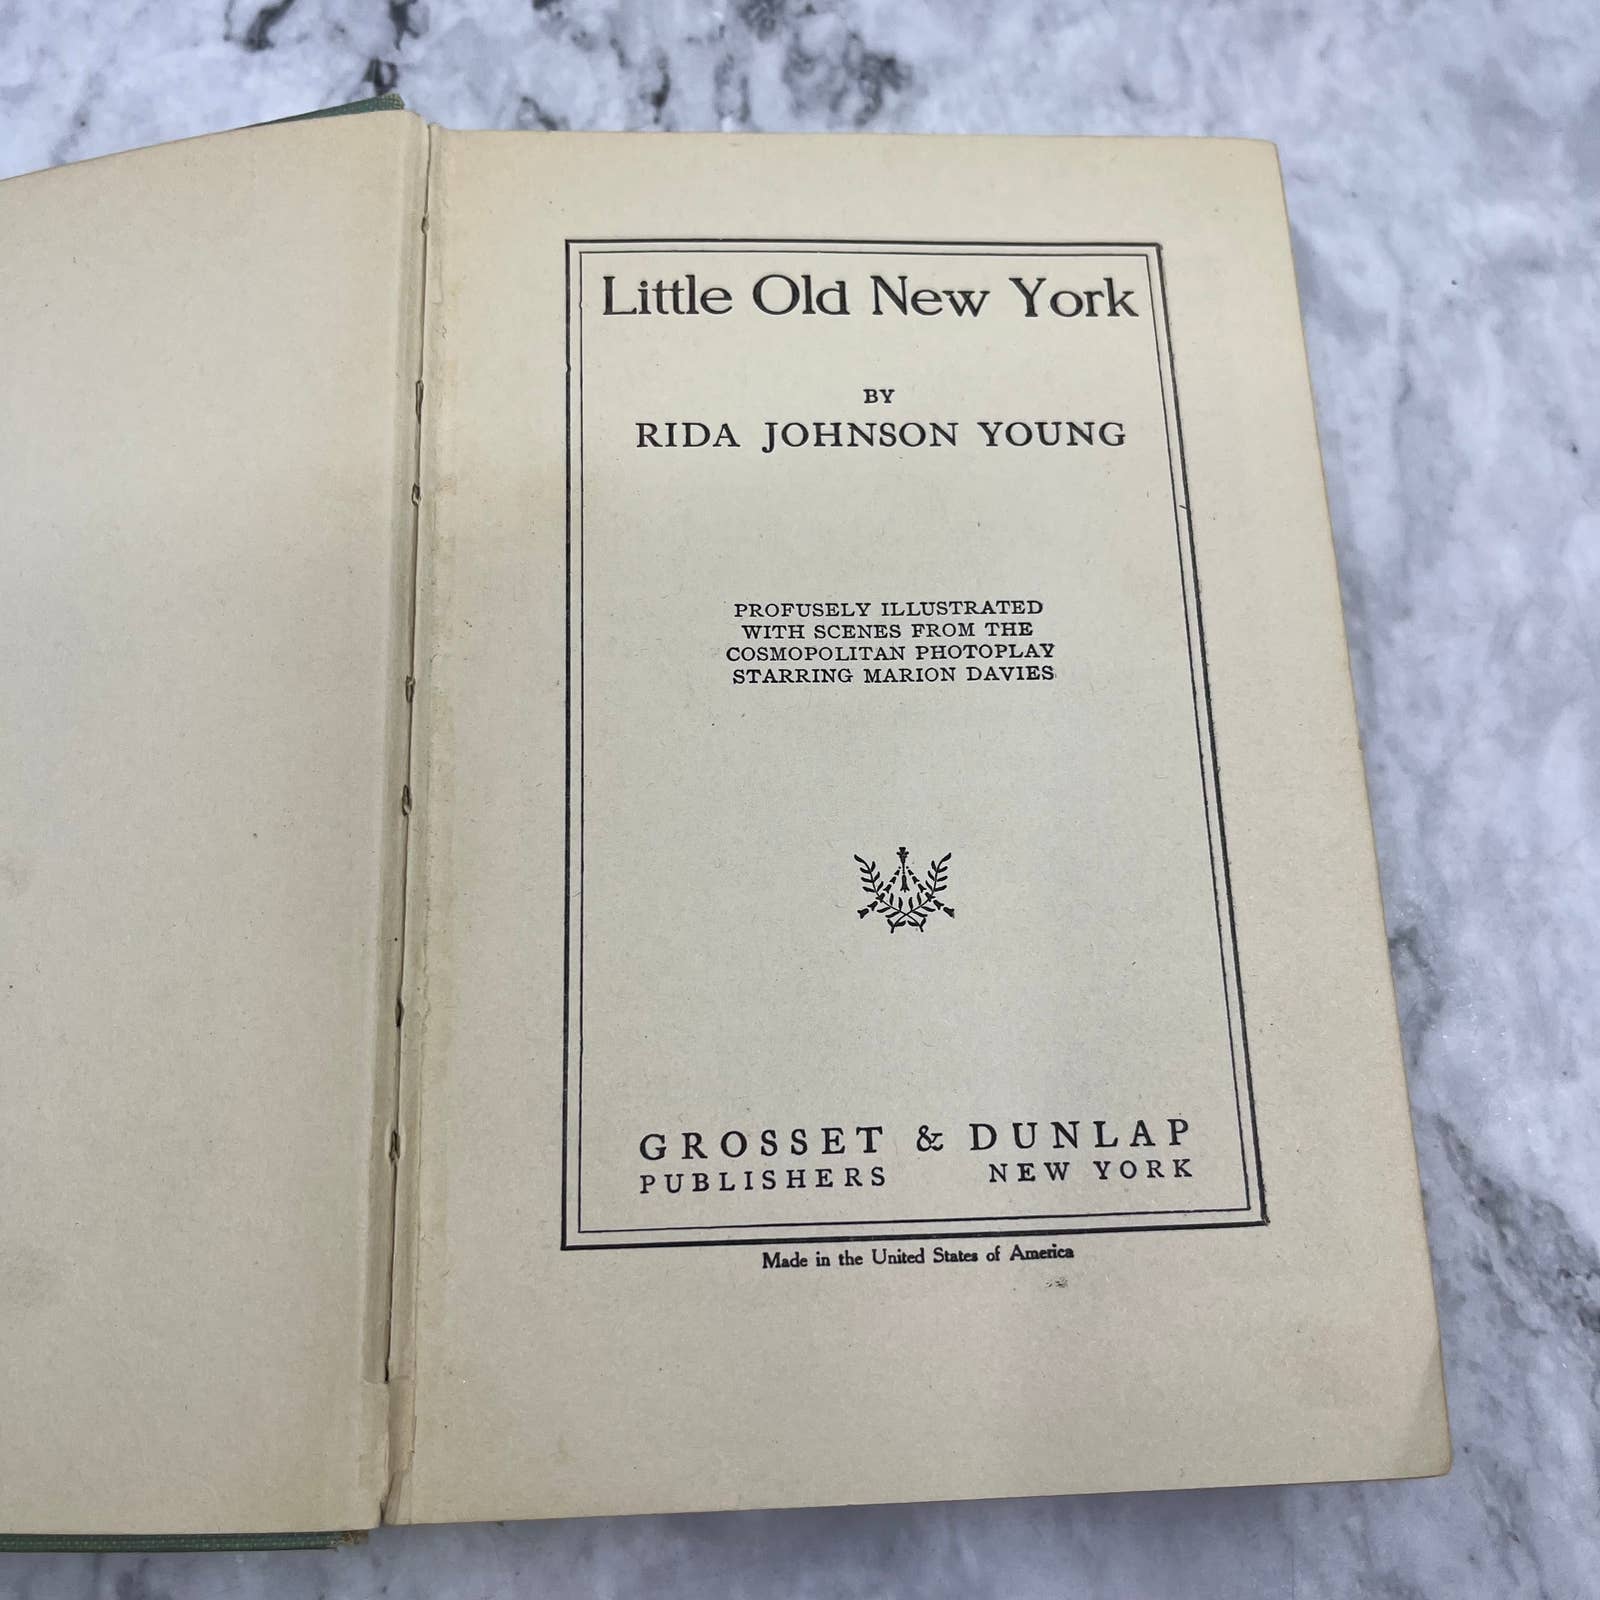 Little Old New York
BY
RIDA JOHNSON YOUNG
PROFUSELY ILLUSTRATED
WITH SCENES FROM THE
COSMOPOLITAN PHOTOPLAY
STARRING MARION DAVIES
GROSSET & DUNLAP
PUBLISHERS NEW YORK
Made in the United States of America